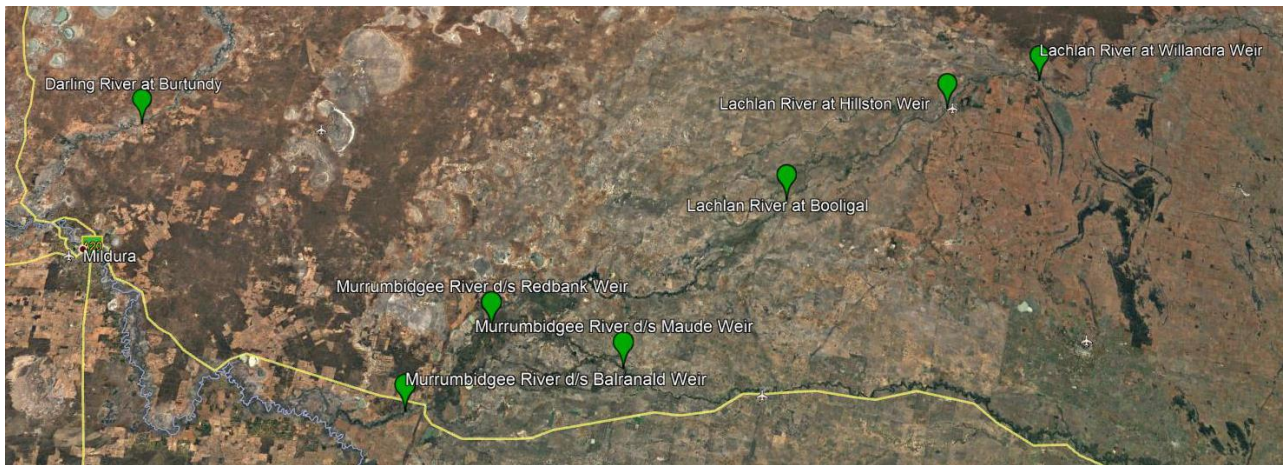 Lachlan River at Willandra Weir
Darling River at Burtundy
Lachlan River at Hillston Weir
Lachlan River at Booligal
Mildura
Murrumbidgee River d/s Redbank Weir
Murrumbidgee River d/s Maude Weir
Murrumbidgee River d/s Balranald Weir